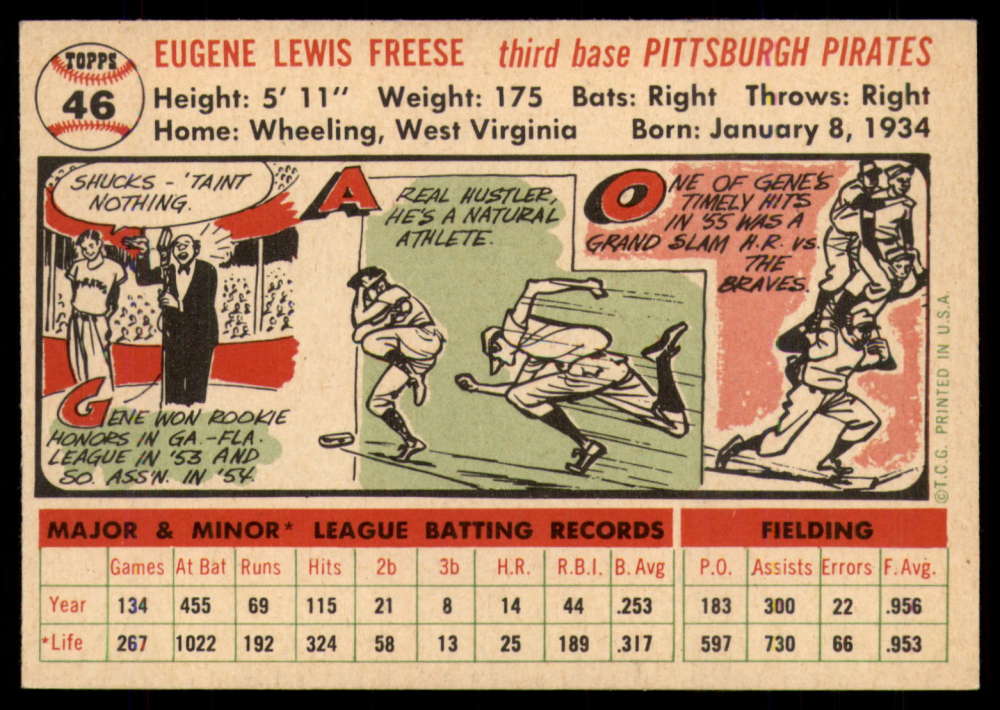 TOPPS
46
EUGENE LEWIS FREESE third base PITTSBURGH PIRATES
Height: 5' 11" Weight: 175 Bats: Right Throws: Right
Home: Wheeling, West Virginia Born: January 8, 1934
SHUCKS - 'TAINT
NOTHING.
GENE WON ROOKIE
HONORS IN GA.-FLA.
LEAGUE IN '53 AND
SO. ASS'N. IN '54.
A REAL HUSTLER,
HE'S A NATURAL
ATHLETE.
ONE OF GENE'S
TIMELY HITS
IN '55 WAS A
GRAND SLAM H.R. VS.
THE
BRAVES.
©T.C.G. PRINTED IN U.S.A.
MAJOR & MINOR* LEAGUE BATTING RECORDS FIELDING
Games At Bat Runs Hits 2b 3b H.R. R.B.I. B. Avg P.O. Assists Errors F. Avg.
Year 134 455 69 115 21 8 14 44 .253 183 300 22 .956
*Life 267 1022 192 324 58 13 25 189 .317 597 730 66 .953